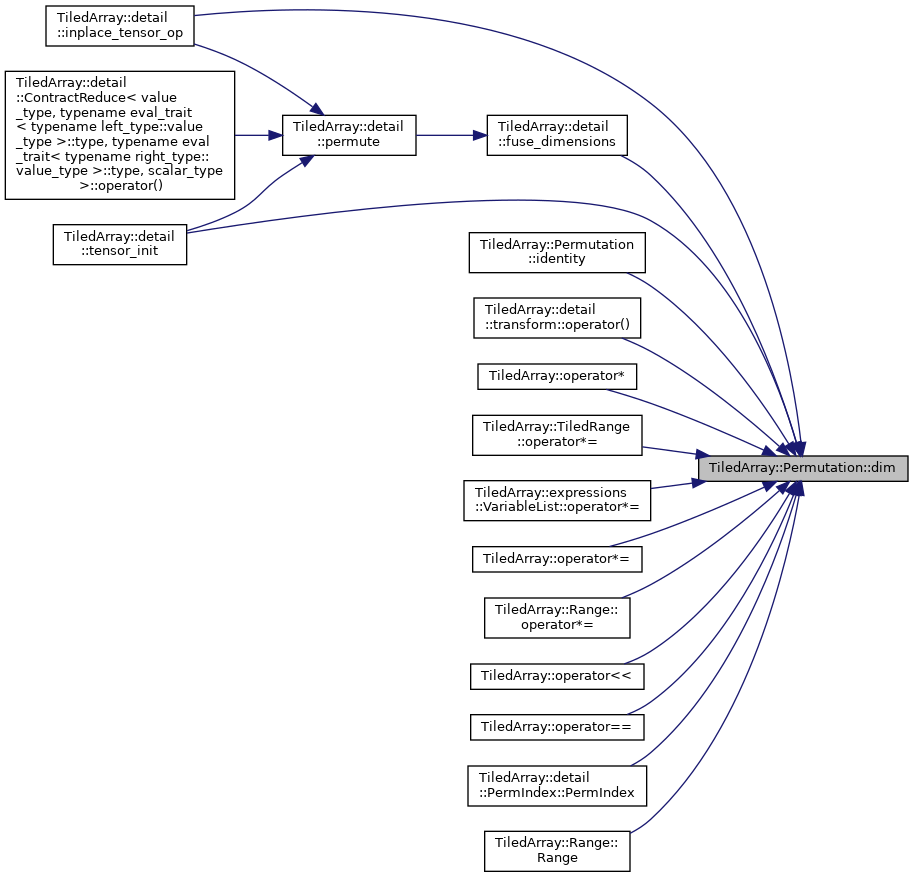 TiledArray::detail
::inplace_tensor_op
TiledArray::detail
::ContractReduce< value
_type, typename eval_trait
< typename left_type::value
_type >::type, typename eval
_trait< typename right_type::
value_type >::type, scalar_type
>::operator()
TiledArray::detail
::tensor_init
TiledArray::detail
::permute
TiledArray::detail
::fuse_dimensions
TiledArray::Permutation
::identity
TiledArray::detail
::transform::operator()
TiledArray::operator*
TiledArray::TiledRange
::operator*=
TiledArray::expressions
::VariableList::operator*=
TiledArray::operator*=
TiledArray::Range::
operator*=
TiledArray::operator<<
TiledArray::operator==
TiledArray::detail
::PermIndex::PermIndex
TiledArray::Range::
Range
TiledArray::Permutation::dim